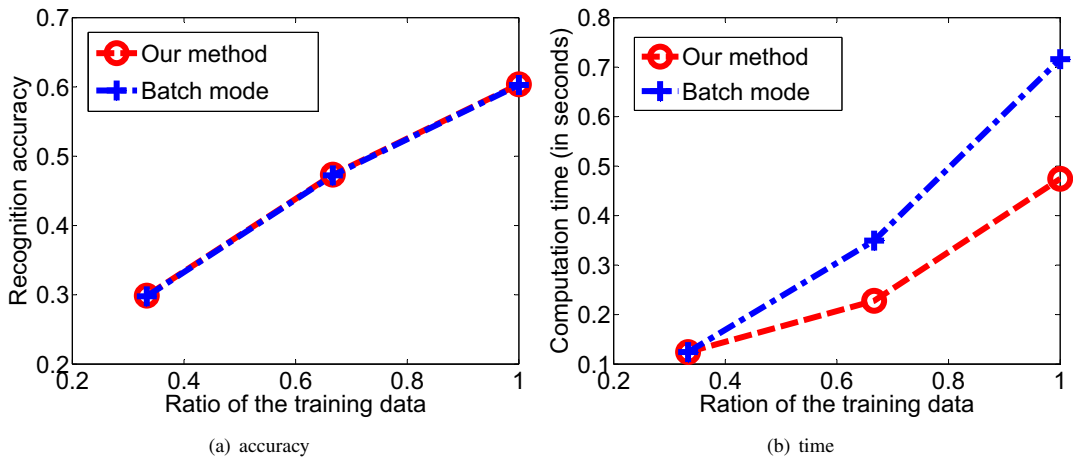 0.7
0.6
0.5
0.4
0.3
0.2
0.2
0.4
0.6
0.8
1
Recognition accuracy
Our method
Batch mode
Ratio of the training data
(a) accuracy
0.8
0.7
0.6
0.5
0.4
0.3
0.2
0.1
0.2
0.4
0.6
0.8
1
Computation time (in seconds)
Our method
Batch mode
Ration of the training data
(b) time